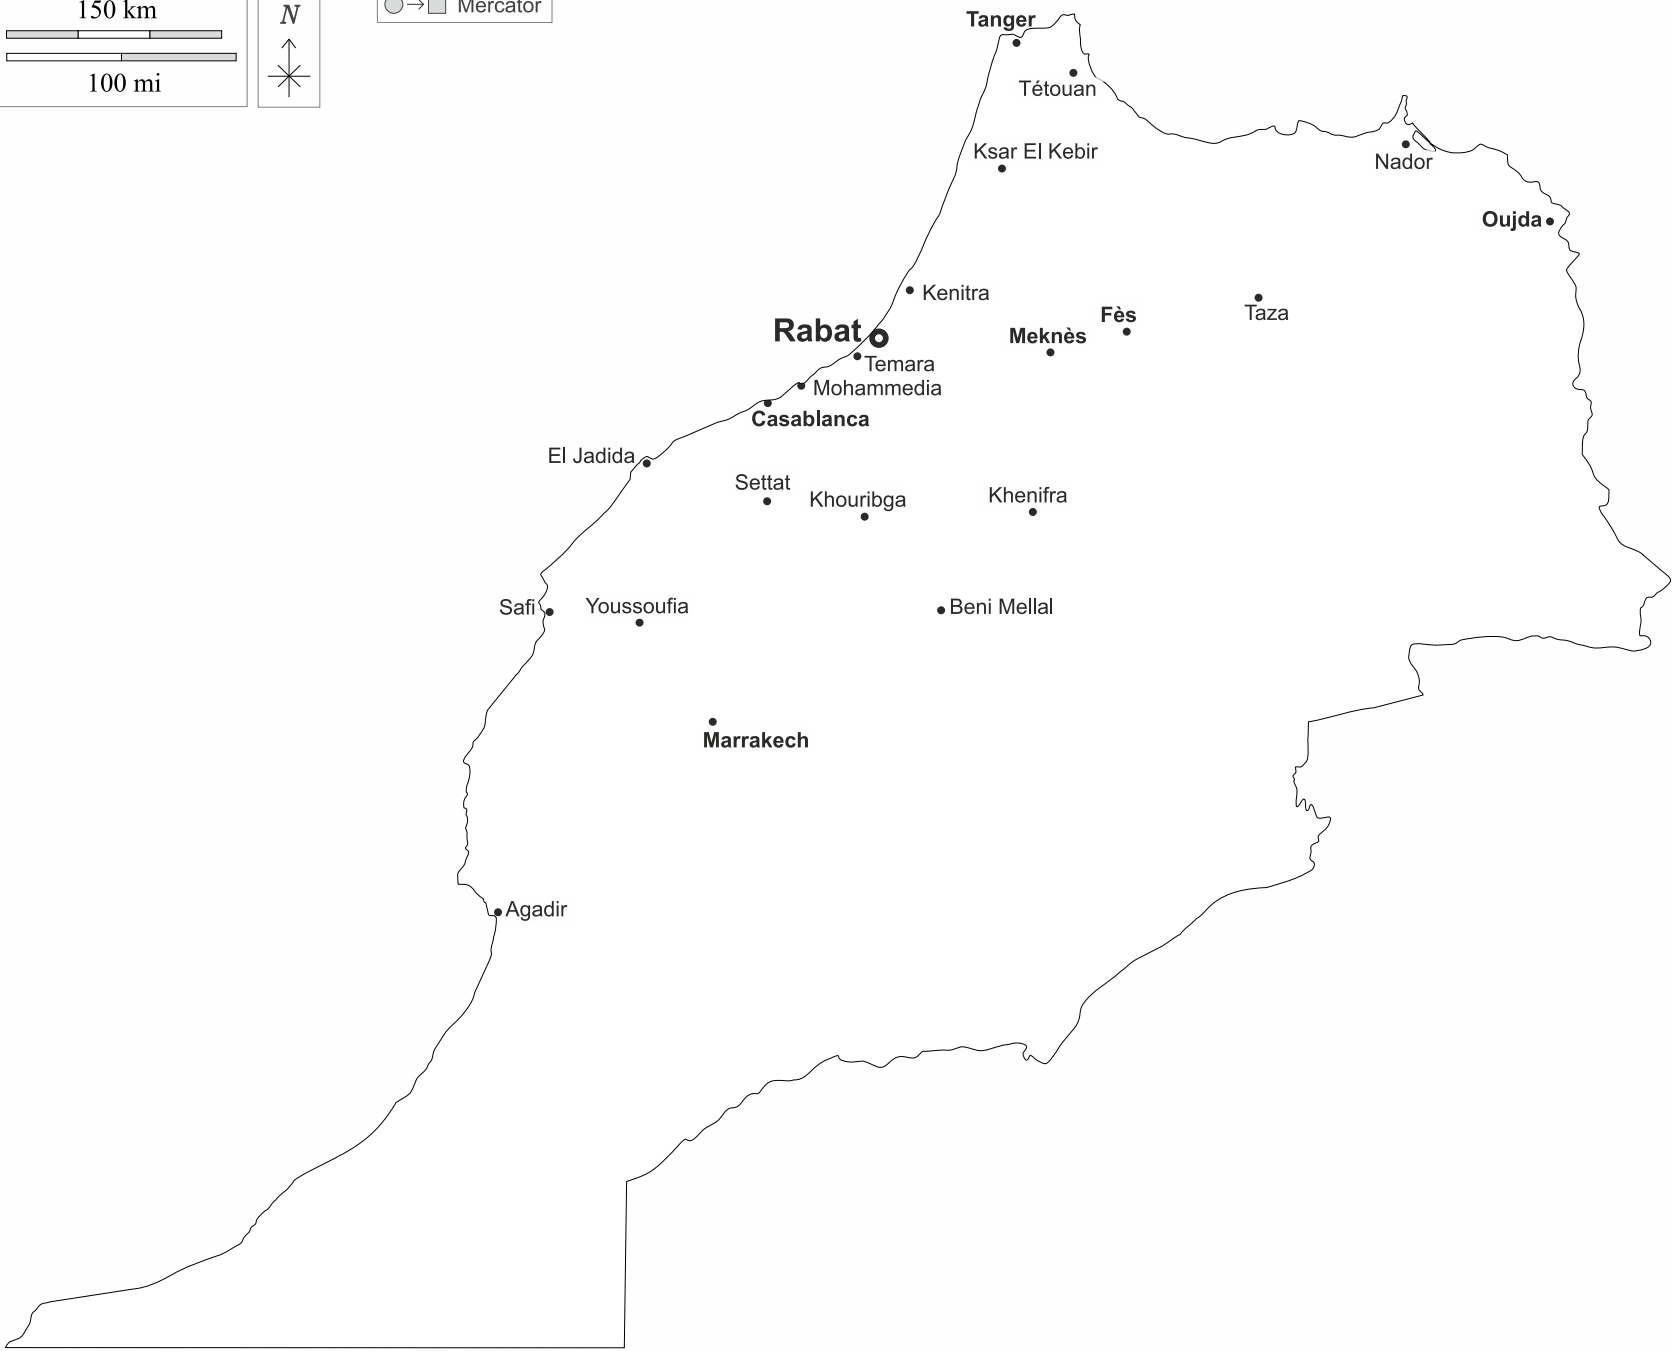 150 km
100 mi
N
Mercator
Tanger
Tétouan
Ksar El Kebir
Nador
Oujda
Kenitra
Taza
Fès
Rabat
Meknès
Temara
Mohammedia
Casablanca
El Jadida
Settat
Khouribga
Khenifra
Safi
Youssoufia
Beni Mellal
Marrakech
Agadir